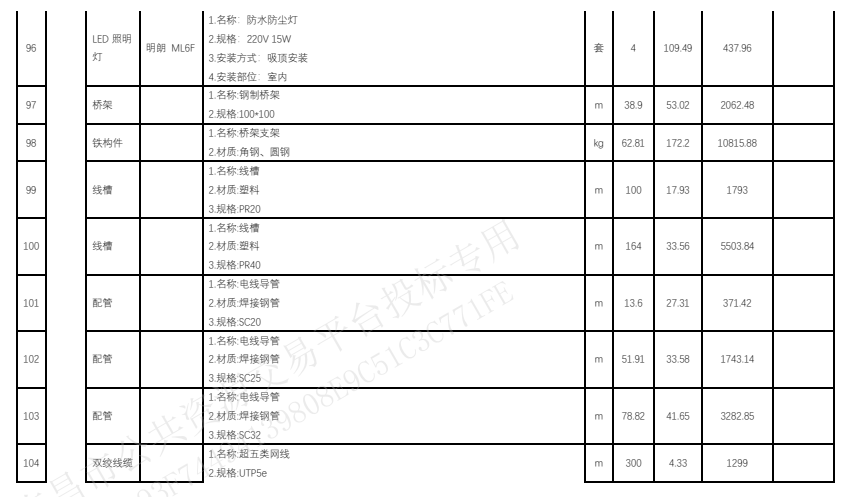 96 LED 照明灯 明朗 ML6F 1.名称: 防水防尘灯 套 4 109.49 437.96
2.规格: 220V 15W
3.安装方式: 吸顶安装
4.安装部位: 室内
97 桥架 1.名称:钢制桥架 m 38.9 53.02 2062.48
2.规格:100*100
98 铁构件 1.名称:桥架支架 kg 62.81 172.2 10815.88
2.材质:角钢、圆钢
99 线槽 1.名称:线槽 m 100 17.93 1793
2.材质:塑料
3.规格:PR20
100 线槽 1.名称:线槽 m 164 33.56 5503.84
2.材质:塑料
3.规格:PR40
101 配管 1.名称:电线导管 m 13.6 27.31 371.42
2.材质:焊接钢管
3.规格:SC20
102 配管 1.名称:电线导管 m 51.91 33.58 1743.14
2.材质:焊接钢管
3.规格:SC25
103 配管 1.名称:电线导管 m 78.82 41.65 3282.85
2.材质:焊接钢管
3.规格:SC32
104 双绞线缆 1.名称:超五类网线 m 300 4.33 1299
2.规格:UTP5e